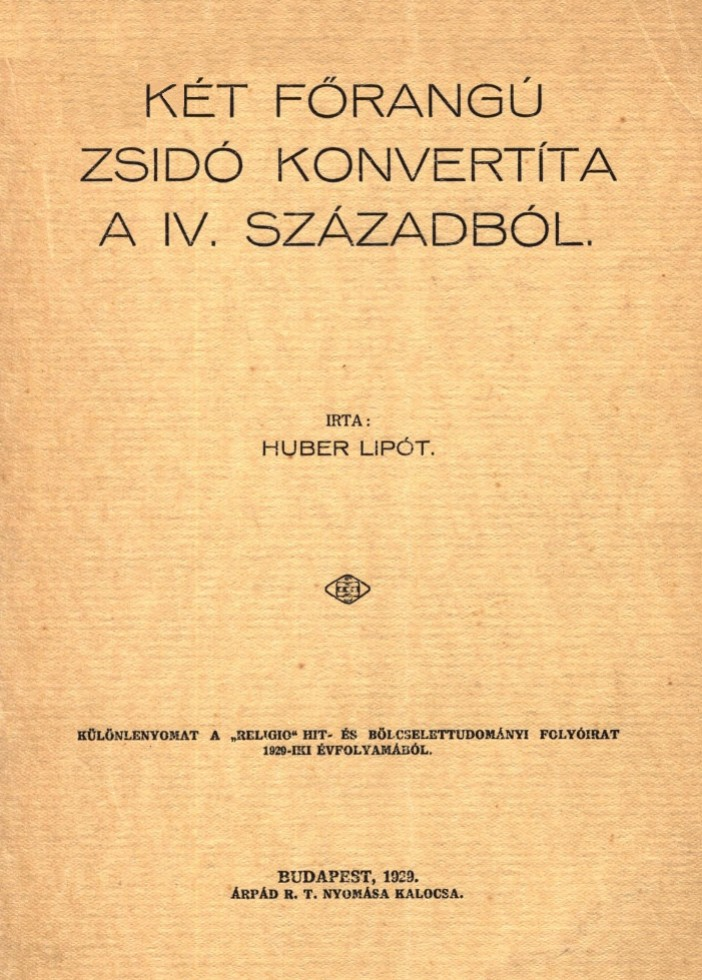 KÉT FŐRANGÚ
ZSIDÓ KONVERTÍTA
A IV. SZÁZADBÓL.
IRTA:
HUBER LIPÓT.
KÜLÖNLENYOMAT A „RELIGIO“ HIT- ÉS BÖLCSELETTUDOMÁNYI FOLYÓIRAT
1929-IKI ÉVFOLYAMÁBÓL.
BUDAPEST, 1929.
ÁRPÁD R. T. NYOMÁSA KALOCSA.